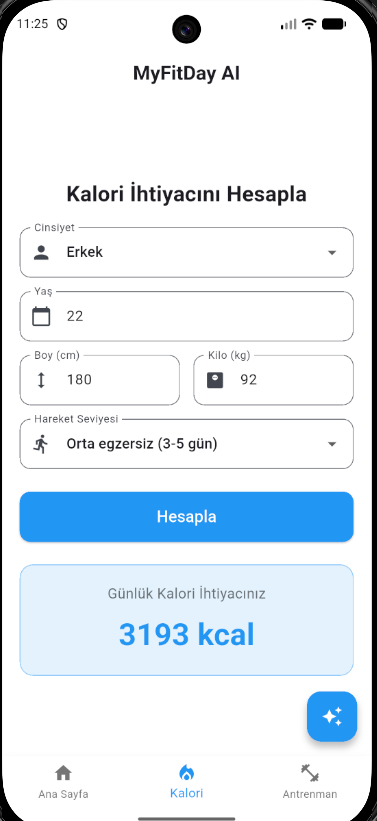 11:25
MyFitDay AI
Kalori İhtiyacını Hesapla
Cinsiyet
Erkek
Yaş
22
Boy (cm)
180
Kilo (kg)
92
Hareket Seviyesi
Orta egzersiz (3-5 gün)
Hesapla
Günlük Kalori İhtiyacınız
3193 kcal
Ana Sayfa
Kalori
Antrenman